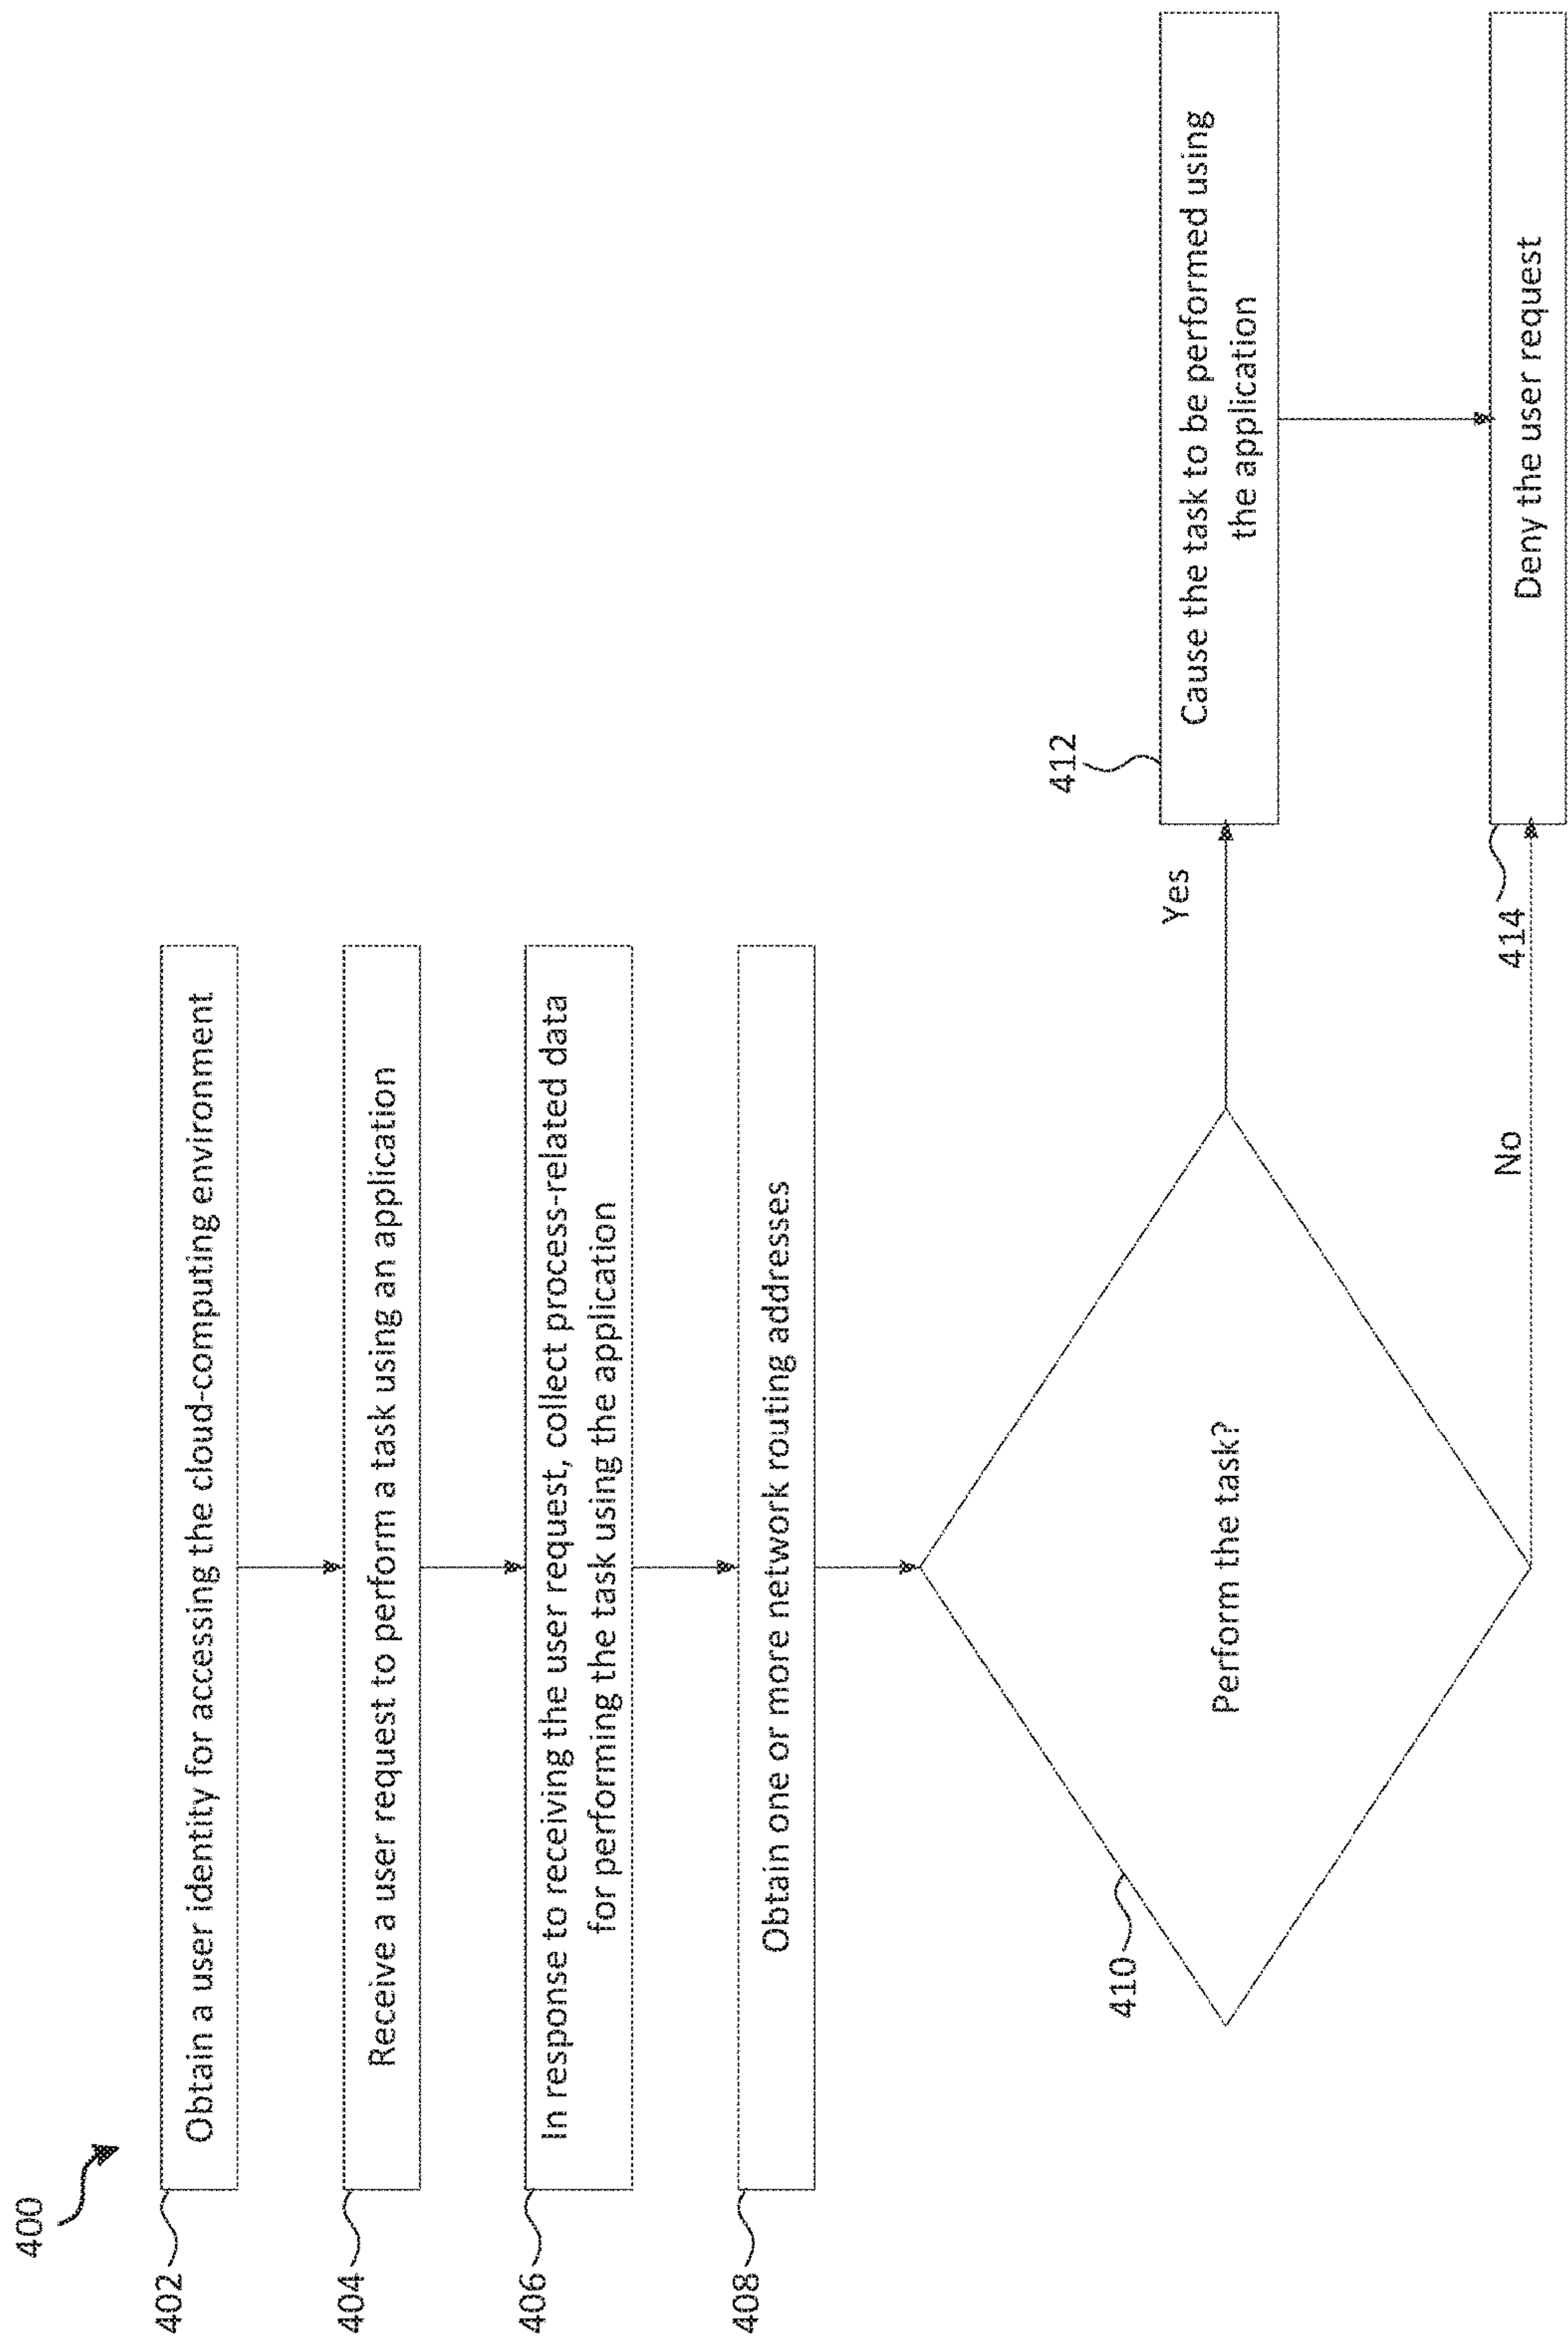 400
402
Obtain a user identity for accessing the cloud-computing environment
404
Receive a user request to perform a task using an application
406
In response to receiving the user request, collect process-related data
for performing the task using the application
408
Obtain one or more network routing addresses
410
Perform the task?
Yes
412
Cause the task to be performed using
the application
No
414
Deny the user request